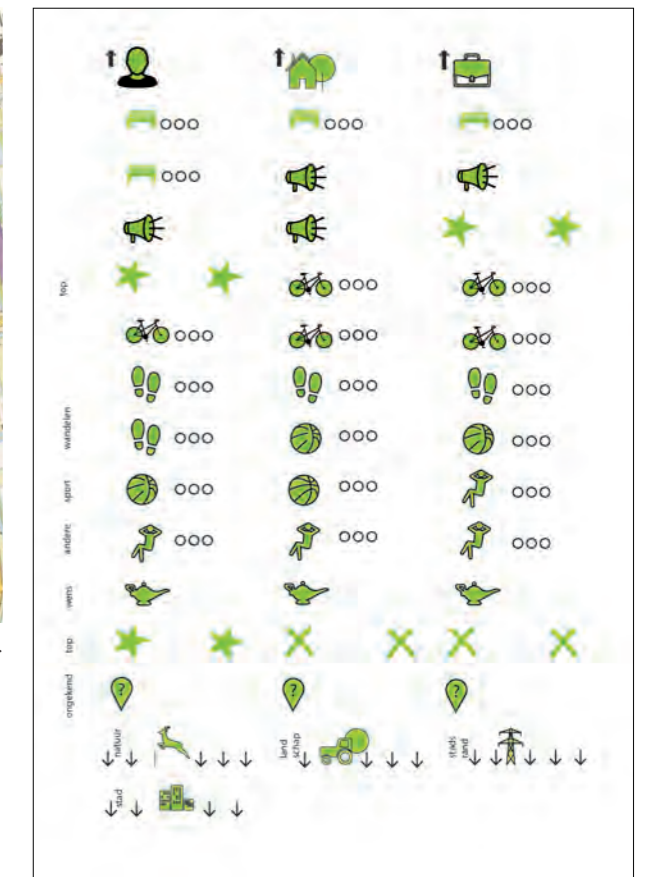 top
wandelen
sport
andere
wens
top
ongekend
?
?
?
natuur
land
schap
stads
rand
stad